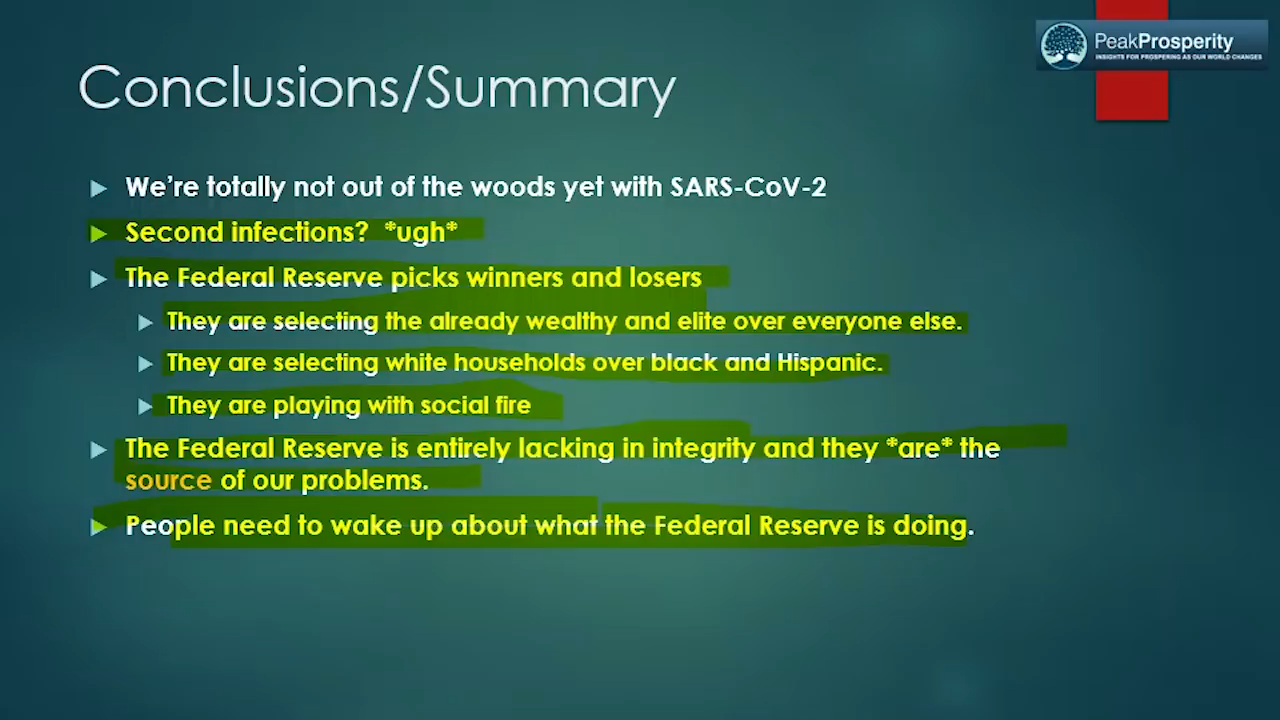 PeakProsperity
INSIGHTS FOR PROSPERING AS OUR WORLD CHANGES
Conclusions/Summary
We're totally not out of the woods yet with SARS-CoV-2
Second infections? *ugh*
The Federal Reserve picks winners and losers
They are selecting the already wealthy and elite over everyone else.
They are selecting white households over black and Hispanic.
They are playing with social fire
The Federal Reserve is entirely lacking in integrity and they *are* the
source of our problems.
People need to wake up about what the Federal Reserve is doing.